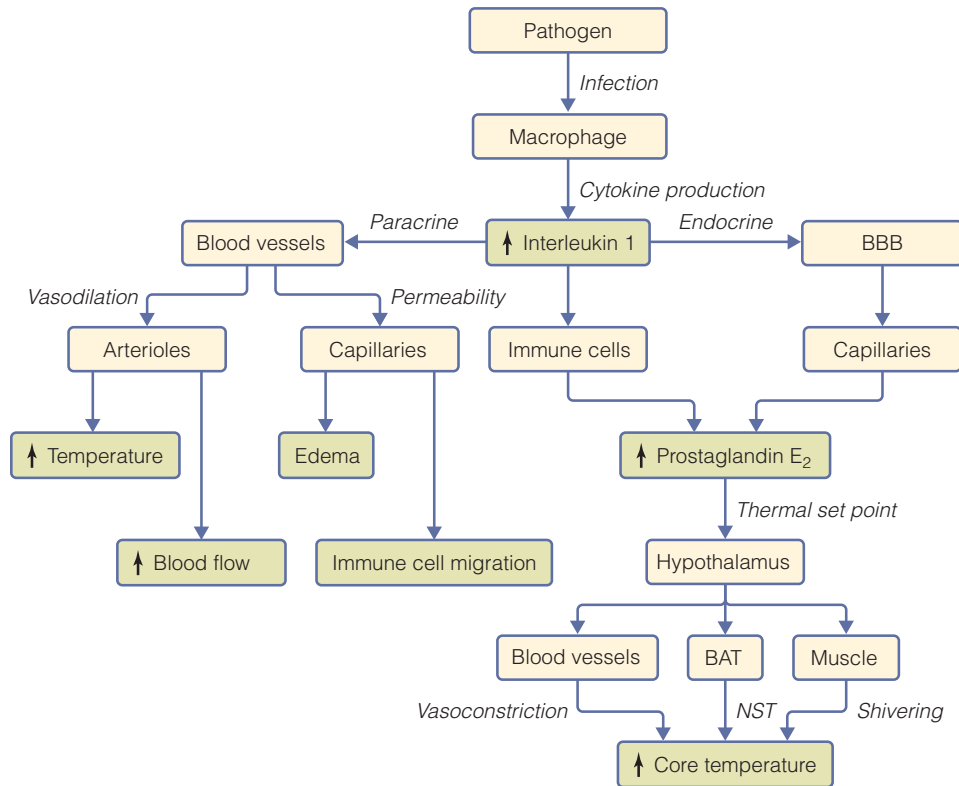 Pathogen
Infection
Macrophage
Cytokine production
Paracrine
Endocrine
Blood vessels
Interleukin 1
BBB
Vasodilation
Permeability
Arterioles
Capillaries
Immune cells
Capillaries
Temperature
Edema
Prostaglandin E₂
Thermal set point
Blood flow
Immune cell migration
Hypothalamus
Blood vessels
BAT
Muscle
Vasoconstriction
NST
Shivering
Core temperature